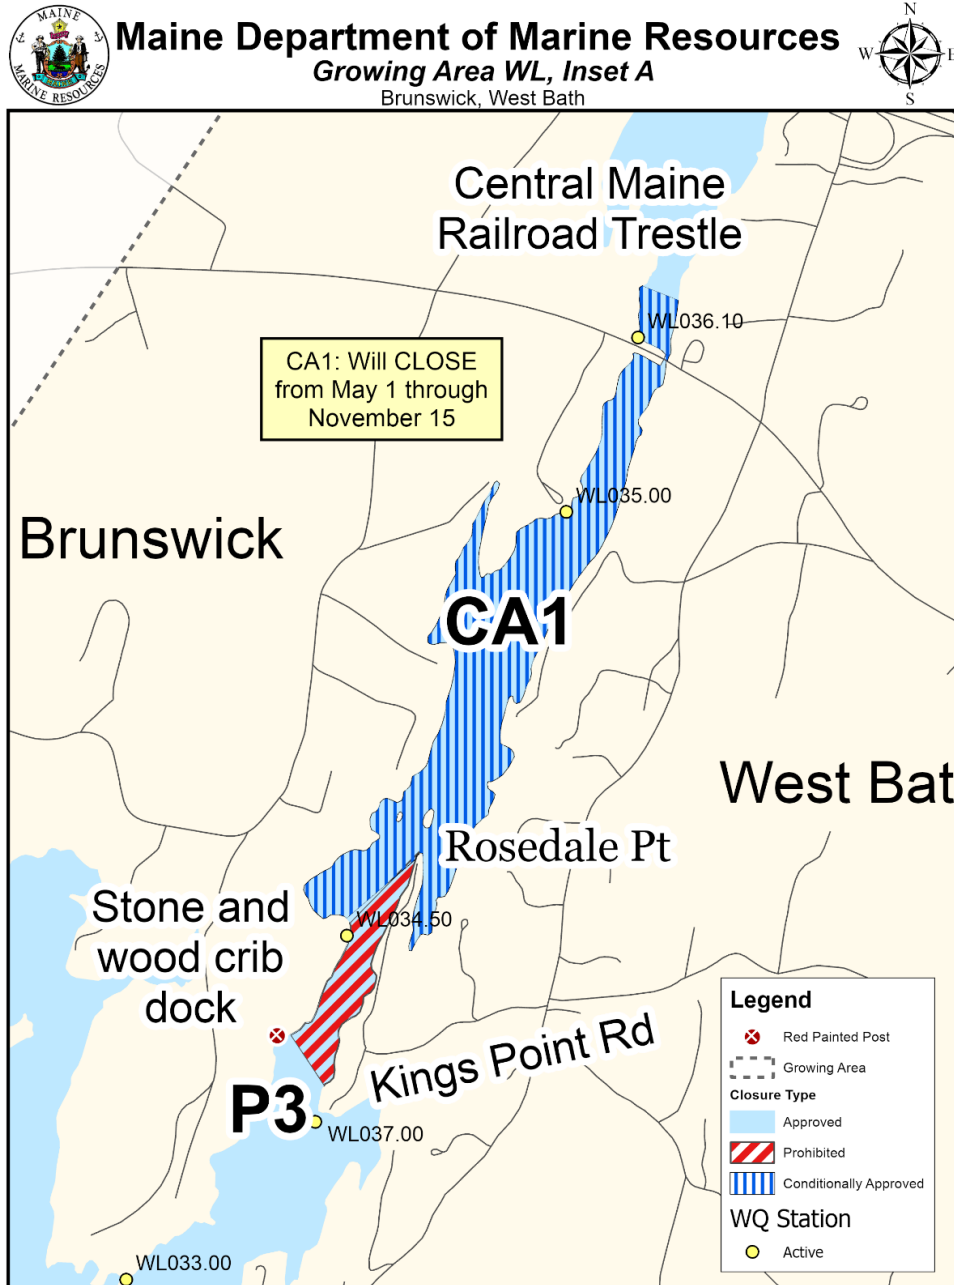 MAINE
MARINE RESOURCES
Maine Department of Marine Resources
Growing Area WL, Inset A
Brunswick, West Bath
N
W
E
S
Central Maine
Railroad Trestle
WL036.10
CA1: Will CLOSE
from May 1 through
November 15
WL035.00
Brunswick
CA1
West Bat
Rosedale Pt
Stone and
wood crib
dock
WL034.50
Kings Point Rd
P3
WL037.00
WL033.00
Legend
Red Painted Post
Growing Area
Closure Type
Approved
Prohibited
Conditionally Approved
WQ Station
Active